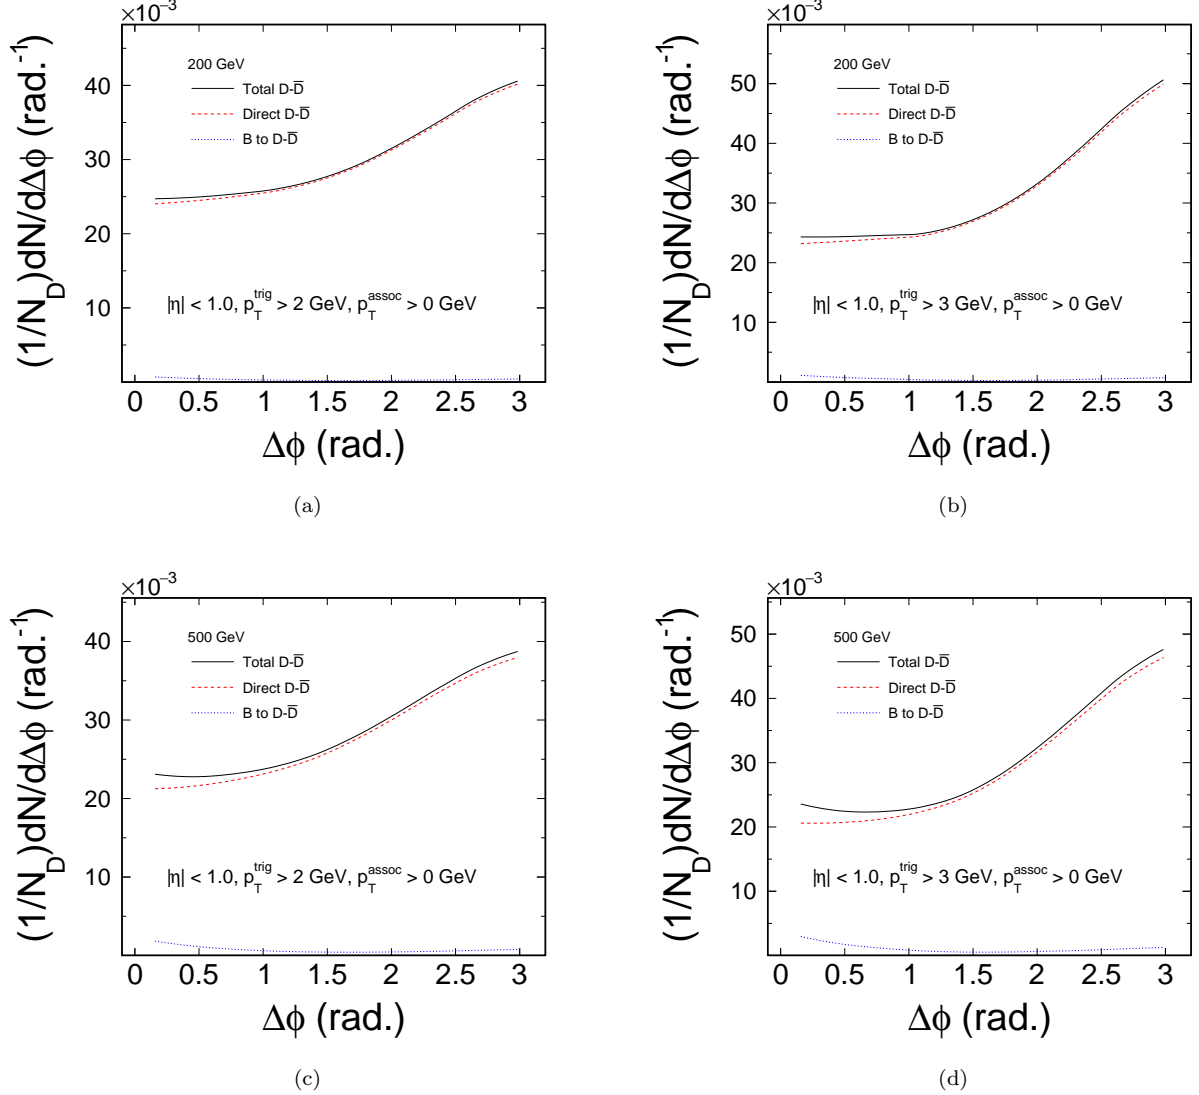 ×10⁻³
(1/N_D)dN/dΔϕ (rad.⁻¹)
40
30
20
10
200 GeV
Total D-D̅
Direct D-D̅
B to D-D̅
|η| < 1.0, p_T^trig > 2 GeV, p_T^assoc > 0 GeV
0 0.5 1 1.5 2 2.5 3
Δϕ (rad.)
(a)
×10⁻³
(1/N_D)dN/dΔϕ (rad.⁻¹)
50
40
30
20
10
200 GeV
Total D-D̅
Direct D-D̅
B to D-D̅
|η| < 1.0, p_T^trig > 3 GeV, p_T^assoc > 0 GeV
0 0.5 1 1.5 2 2.5 3
Δϕ (rad.)
(b)
×10⁻³
(1/N_D)dN/dΔϕ (rad.⁻¹)
40
30
20
10
500 GeV
Total D-D̅
Direct D-D̅
B to D-D̅
|η| < 1.0, p_T^trig > 2 GeV, p_T^assoc > 0 GeV
0 0.5 1 1.5 2 2.5 3
Δϕ (rad.)
(c)
×10⁻³
(1/N_D)dN/dΔϕ (rad.⁻¹)
50
40
30
20
10
500 GeV
Total D-D̅
Direct D-D̅
B to D-D̅
|η| < 1.0, p_T^trig > 3 GeV, p_T^assoc > 0 GeV
0 0.5 1 1.5 2 2.5 3
Δϕ (rad.)
(d)